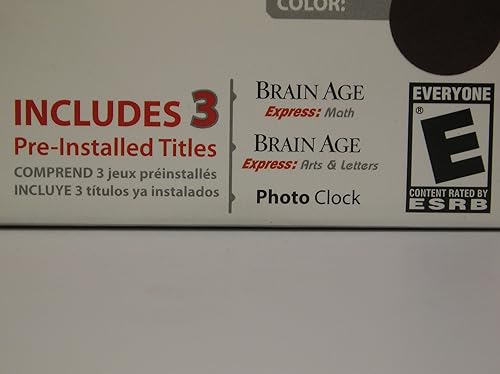 COLOR:
INCLUDES 3
Pre-Installed Titles
COMPREND 3 jeux préinstallés
INCLUYE 3 títulos ya instalados
BRAIN AGE
Express: Math
BRAIN AGE
Express: Arts & Letters
Photo Clock
EVERYONE
®
E
CONTENT RATED BY
ESRB